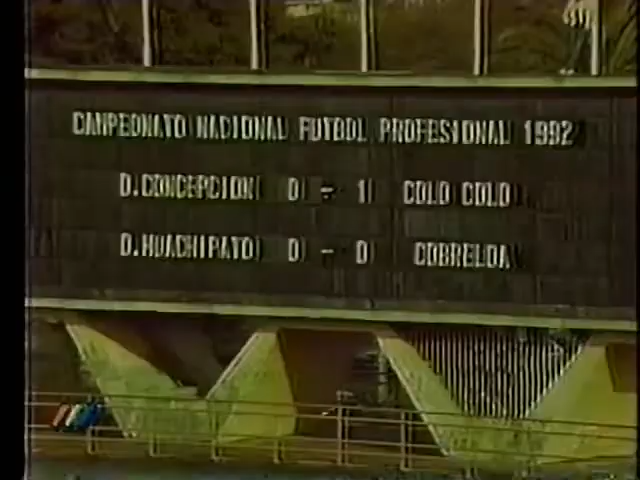 CAMPEONATO NACIONAL FUTBOL PROFESIONAL 1992
D.CONCEPCION 0 - 1 COLO COLO
D.HUACHIPATO 0 - 0 COBRELOA